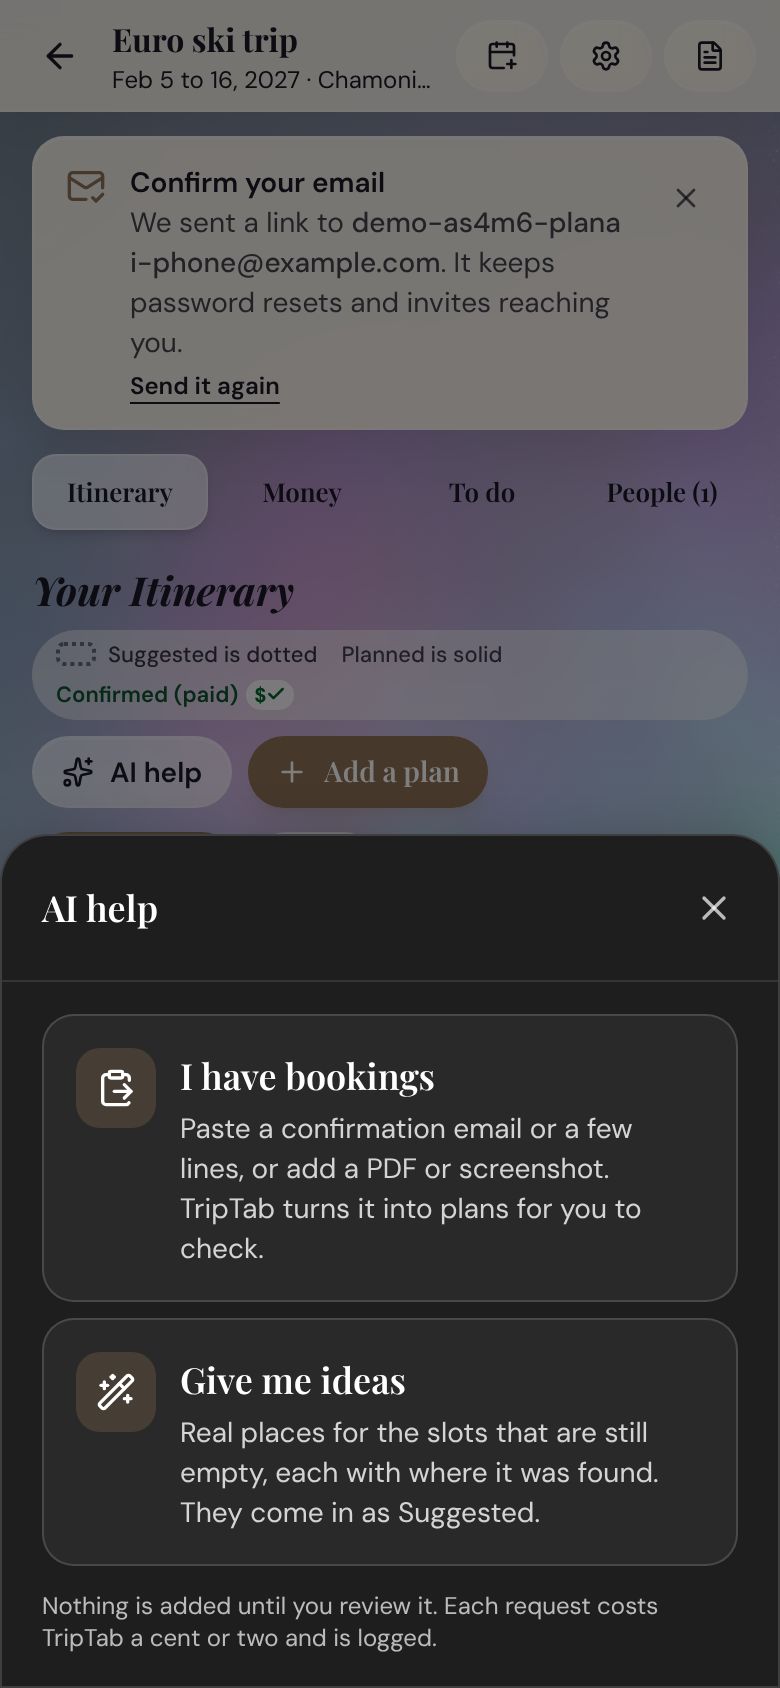 Euro ski trip
Feb 5 to 16, 2027 · Chamoni...
Confirm your email
We sent a link to demo-as4m6-plana
i-phone@example.com. It keeps
password resets and invites reaching
you.
Send it again
Itinerary Money To do People (1)
Your Itinerary
Suggested is dotted Planned is solid
Confirmed (paid) $✓
AI help + Add a plan
AI help
I have bookings
Paste a confirmation email or a few
lines, or add a PDF or screenshot.
TripTab turns it into plans for you to
check.
Give me ideas
Real places for the slots that are still
empty, each with where it was found.
They come in as Suggested.
Nothing is added until you review it. Each request costs
TripTab a cent or two and is logged.